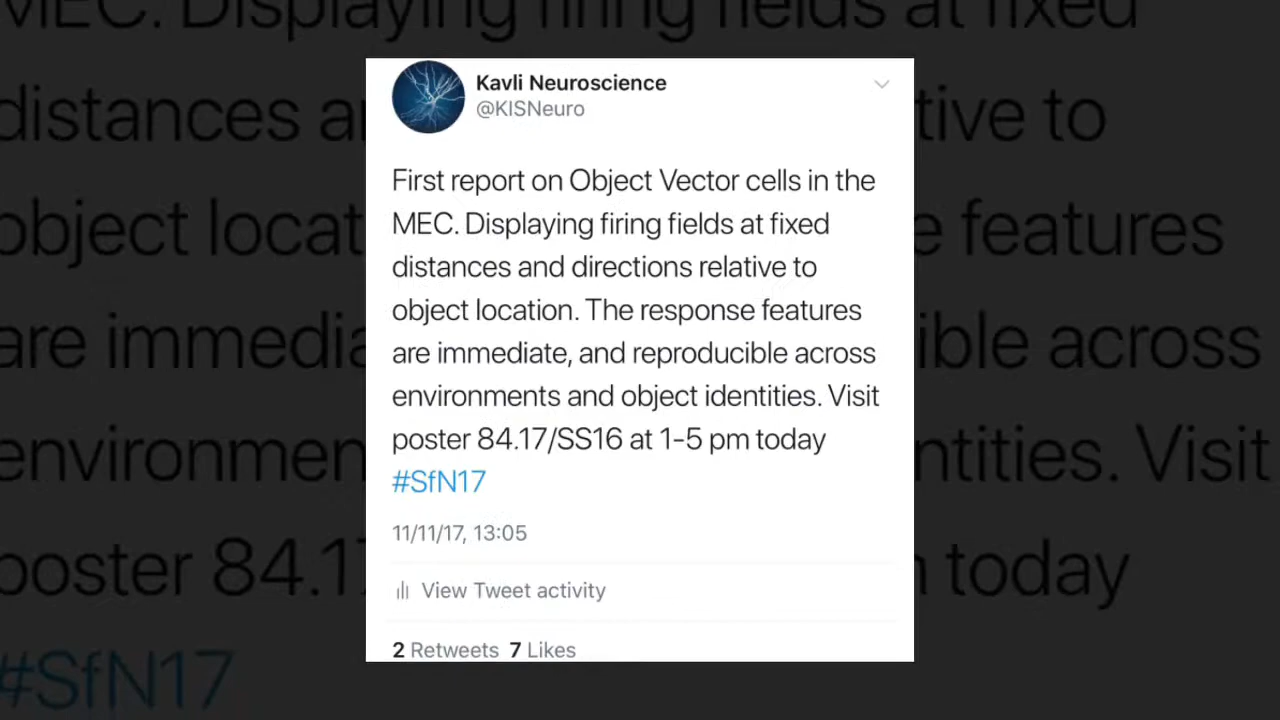 Kavli Neuroscience
@KISNeuro
First report on Object Vector cells in the
MEC. Displaying firing fields at fixed
distances and directions relative to
object location. The response features
are immediate, and reproducible across
environments and object identities. Visit
poster 84.17/SS16 at 1-5 pm today
#SfN17
11/11/17, 13:05
View Tweet activity
2 Retweets 7 Likes